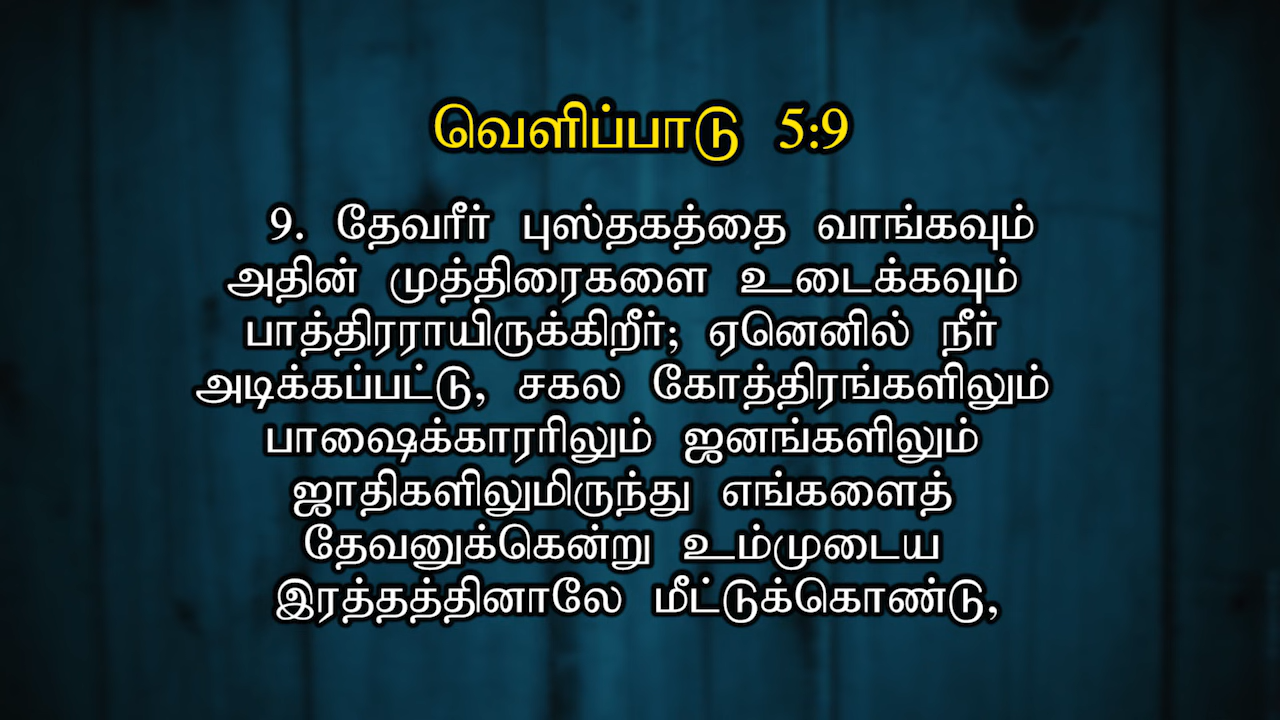 வெளிப்பாடு 5:9
9. தேவரீர் புஸ்தகத்தை வாங்கவும்
அதின் முத்திரைகளை உடைக்கவும்
பாத்திரராயிருக்கிறீர்; ஏனெனில் நீர்
அடிக்கப்பட்டு, சகல கோத்திரங்களிலும்
பாஷைக்காரரிலும் ஜனங்களிலும்
ஜாதிகளிலுமிருந்து எங்களைத்
தேவனுக்கென்று உம்முடைய
இரத்தத்தினாலே மீட்டுக்கொண்டு,